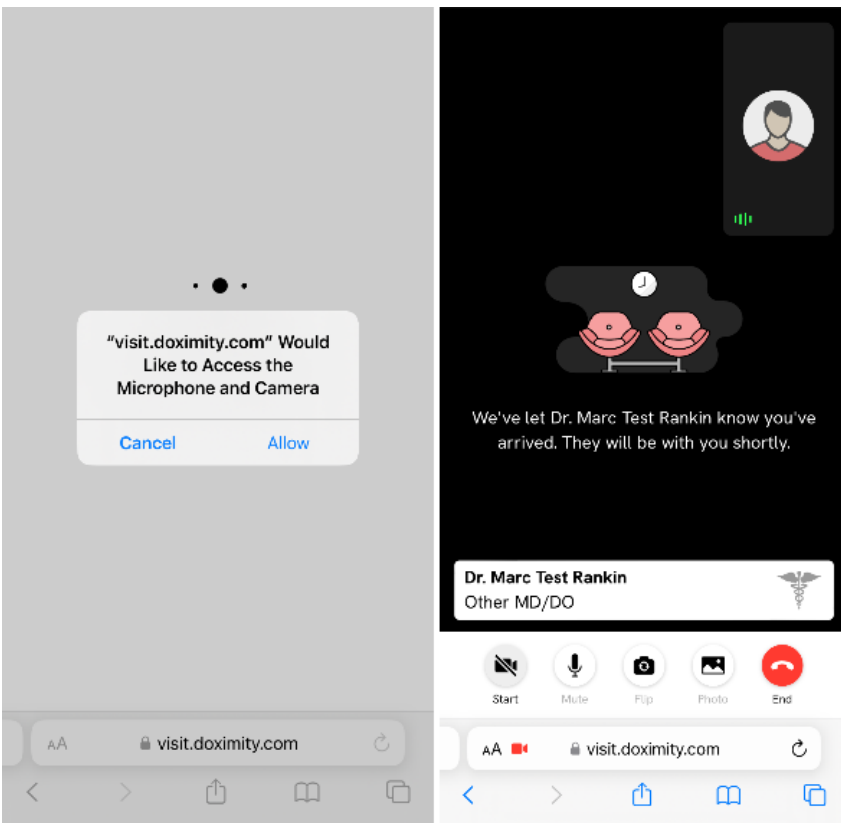 "visit.doximity.com" Would
Like to Access the
Microphone and Camera
Cancel Allow
AA visit.doximity.com
We've let Dr. Marc Test Rankin know you've
arrived. They will be with you shortly.
Dr. Marc Test Rankin
Other MD/DO
Start Mute Flip Photo End
AA visit.doximity.com